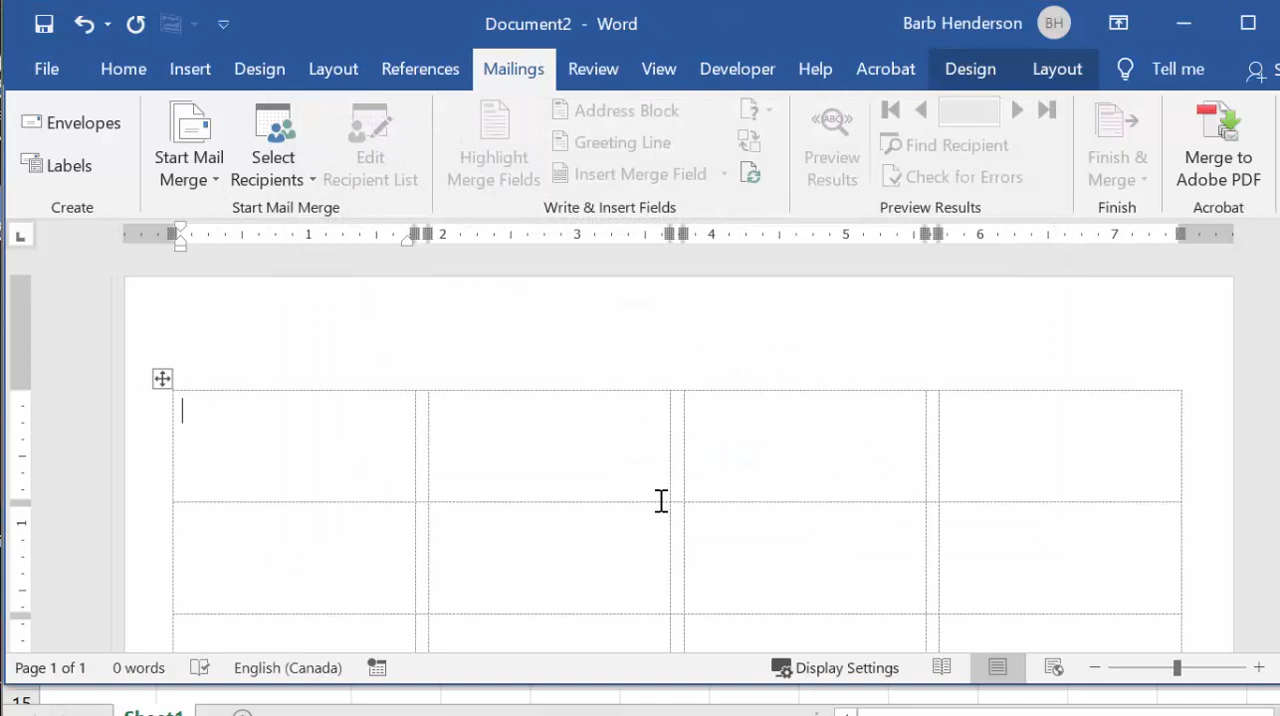 Document2 - Word
Barb Henderson
BH
File
Home
Insert
Design
Layout
References
Mailings
Review
View
Developer
Help
Acrobat
Design
Layout
Tell me
Envelopes
Labels
Create
Start Mail
Merge
Select
Recipients
Edit
Recipient List
Start Mail Merge
Highlight
Merge Fields
Address Block
Greeting Line
Insert Merge Field
Write & Insert Fields
ABC
Preview
Results
Find Recipient
Check for Errors
Preview Results
Finish &
Merge
Finish
Merge to
Adobe PDF
Acrobat
L
1 2 3 4 5 6 7
1
Page 1 of 1
0 words
English (Canada)
Display Settings
15
Sheet1